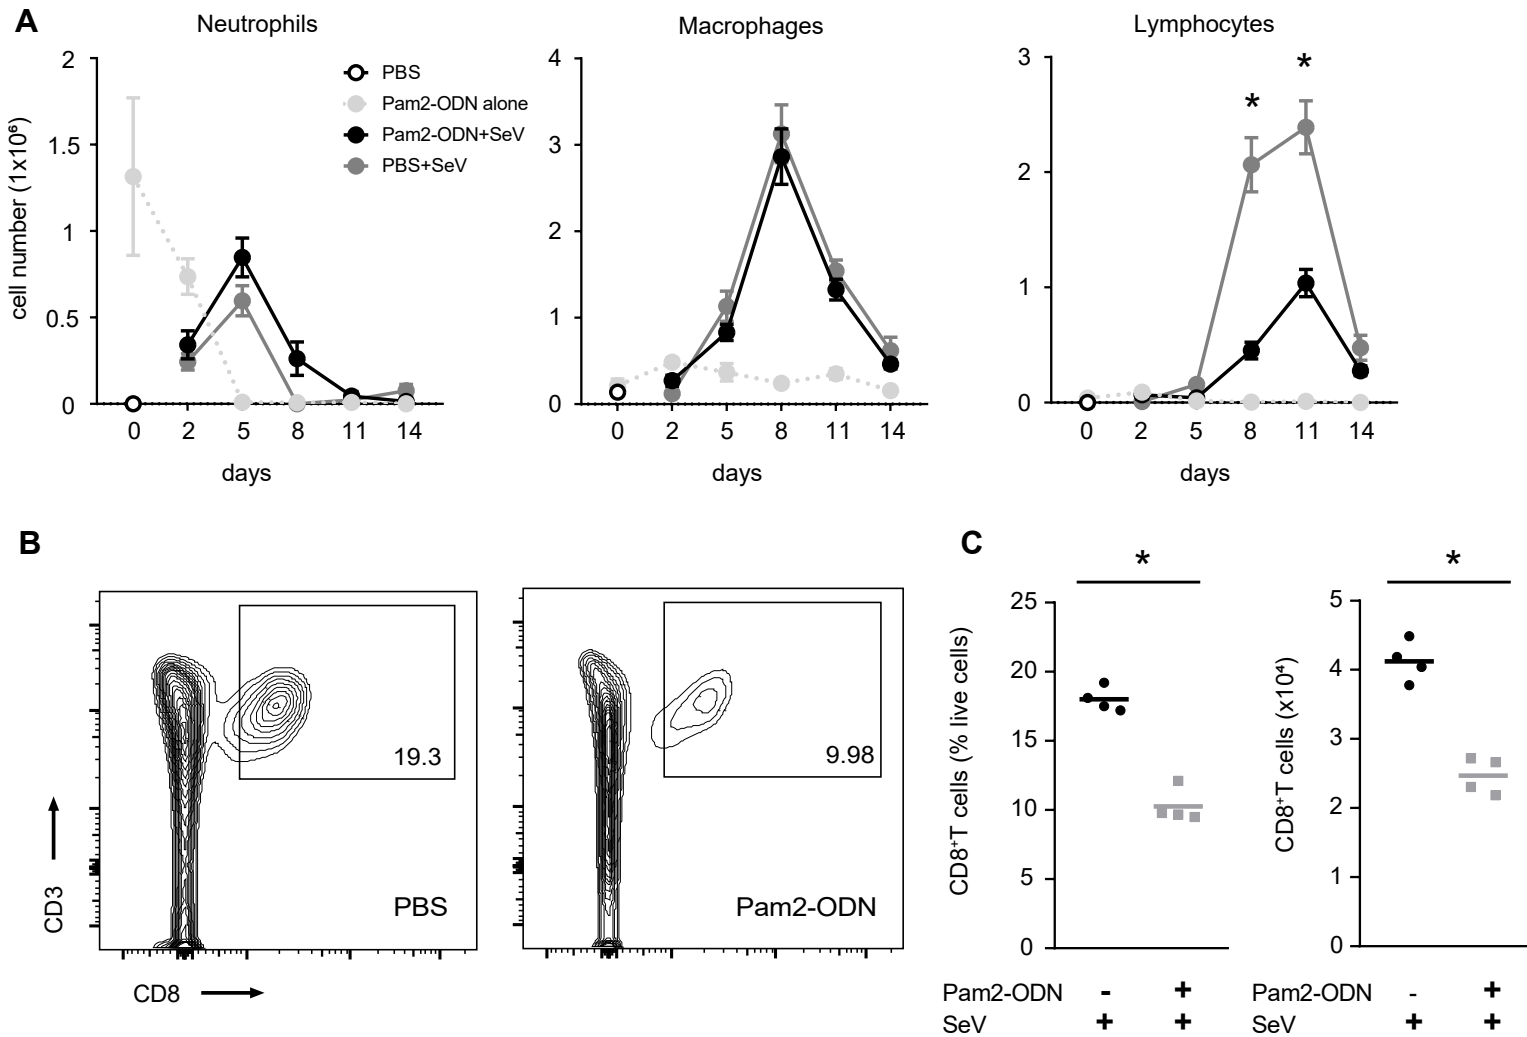 A
Neutrophils
Macrophages
Lymphocytes
cell number (1x10⁶)
2
1.5
1
0.5
0
PBS
Pam2-ODN alone
Pam2-ODN+SeV
PBS+SeV
0 2 5 8 11 14
days
4
3
2
1
0
0 2 5 8 11 14
days
3
2
1
0
* *
0 2 5 8 11 14
days
B
19.3
PBS
9.98
Pam2-ODN
CD3
CD8
C
*
CD8⁺T cells (% live cells)
25
20
15
10
5
0
Pam2-ODN - +
SeV + +
*
CD8⁺T cells (x10⁴)
5
4
3
2
1
0
Pam2-ODN - +
SeV + +